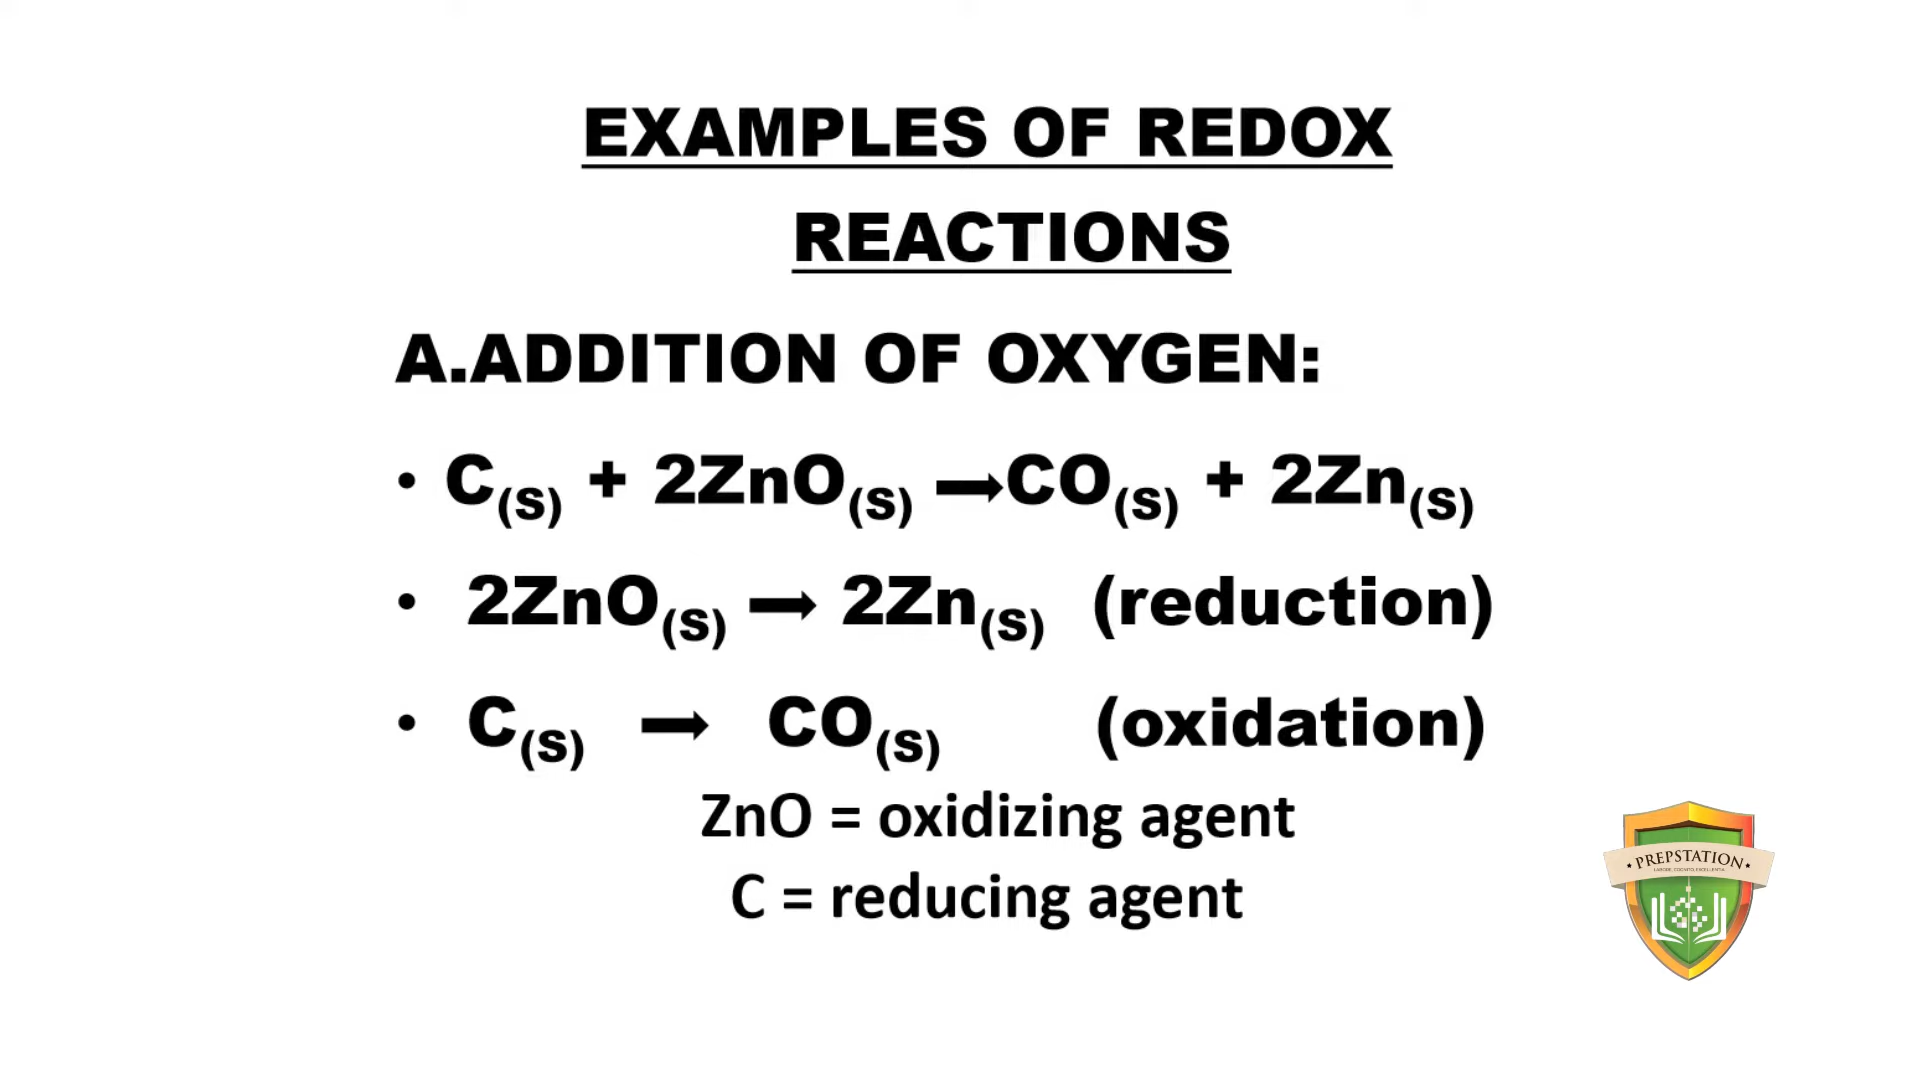 EXAMPLES OF REDOX
REACTIONS
A.ADDITION OF OXYGEN:
• C(S) + 2ZnO(S) ➞CO(S) + 2Zn(S)
• 2ZnO(S) ➞ 2Zn(S) (reduction)
• C(S) ➞ CO(S) (oxidation)
ZnO = oxidizing agent
C = reducing agent
PREPSTATION